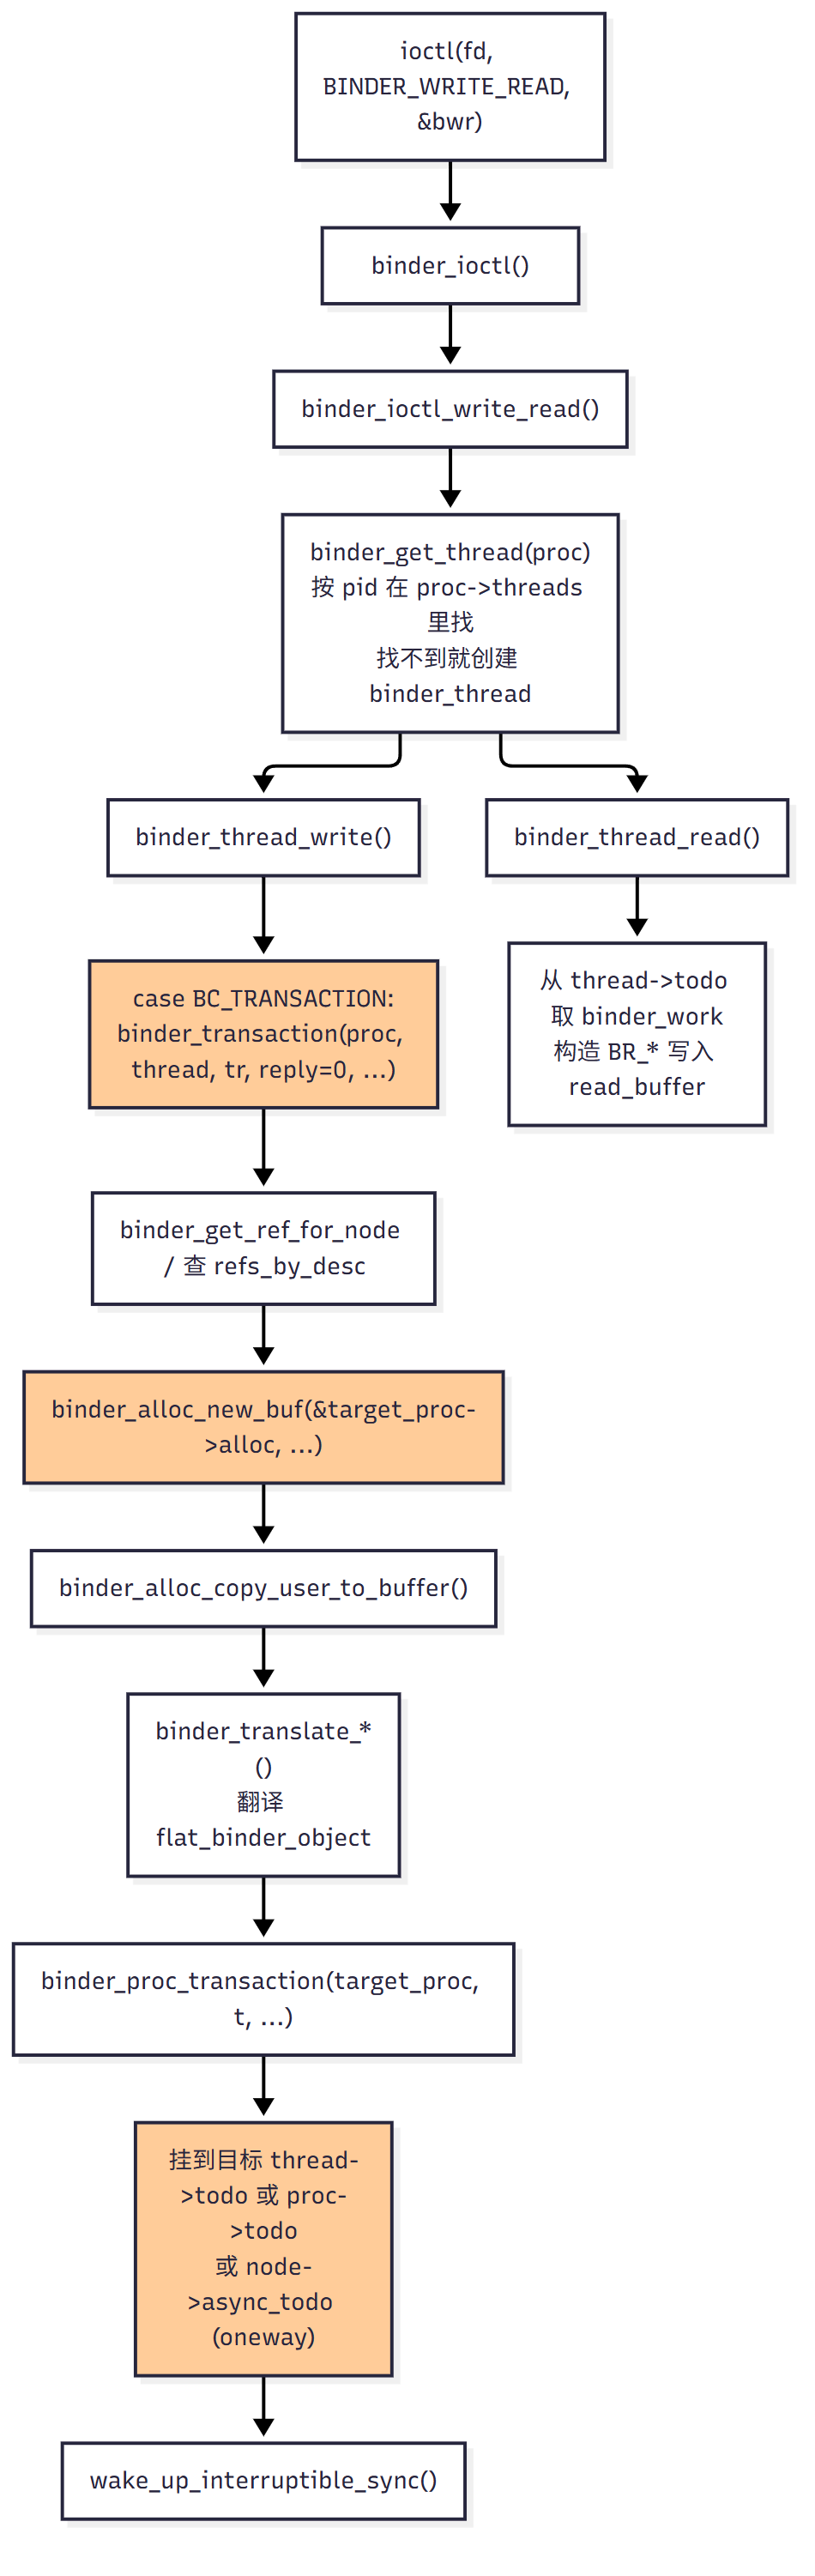 ioctl(fd,
BINDER_WRITE_READ,
&bwr)
binder_ioctl()
binder_ioctl_write_read()
binder_get_thread(proc)
按 pid 在 proc->threads
里找
找不到就创建
binder_thread
binder_thread_write()
binder_thread_read()
case BC_TRANSACTION:
binder_transaction(proc,
thread, tr, reply=0, ...)
从 thread->todo
取 binder_work
构造 BR_* 写入
read_buffer
binder_get_ref_for_node
/ 查 refs_by_desc
binder_alloc_new_buf(&target_proc-
>alloc, ...)
binder_alloc_copy_user_to_buffer()
binder_translate_*
()
翻译
flat_binder_object
binder_proc_transaction(target_proc,
t, ...)
挂到目标 thread-
>todo 或 proc-
>todo
或 node-
>async_todo
(oneway)
wake_up_interruptible_sync()